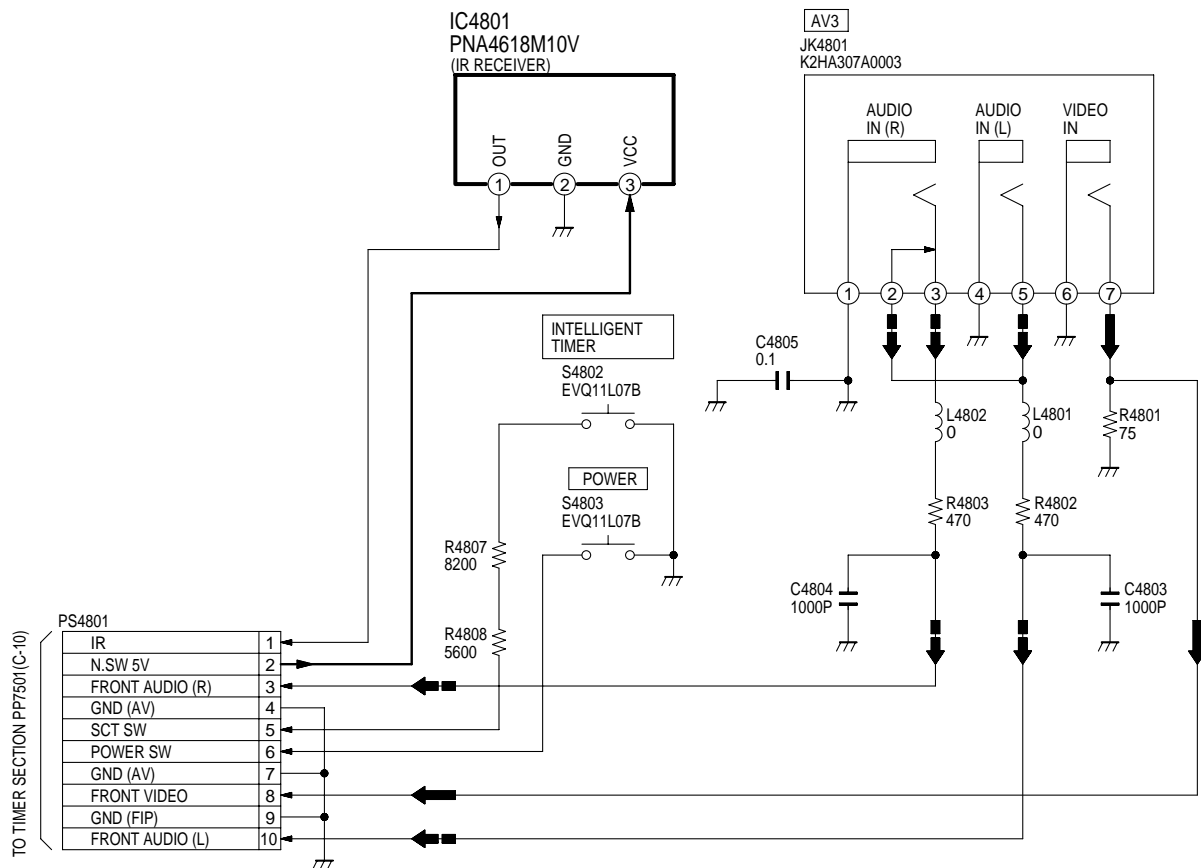 IC4801
PNA4618M10V
(IR RECEIVER)
OUT
GND
VCC
1
2
3
AV3
JK4801
K2HA307A0003
AUDIO
IN (R)
AUDIO
IN (L)
VIDEO
IN
1
2
3
4
5
6
7
INTELLIGENT
TIMER
S4802
EVQ11L07B
POWER
S4803
EVQ11L07B
C4805
0.1
L4802
0
L4801
0
R4801
75
R4803
470
R4802
470
R4807
8200
R4808
5600
C4804
1000P
C4803
1000P
PS4801
IR 1
N.SW 5V 2
FRONT AUDIO (R) 3
GND (AV) 4
SCT SW 5
POWER SW 6
GND (AV) 7
FRONT VIDEO 8
GND (FIP) 9
FRONT AUDIO (L) 10
TO TIMER SECTION PP7501(C-10)